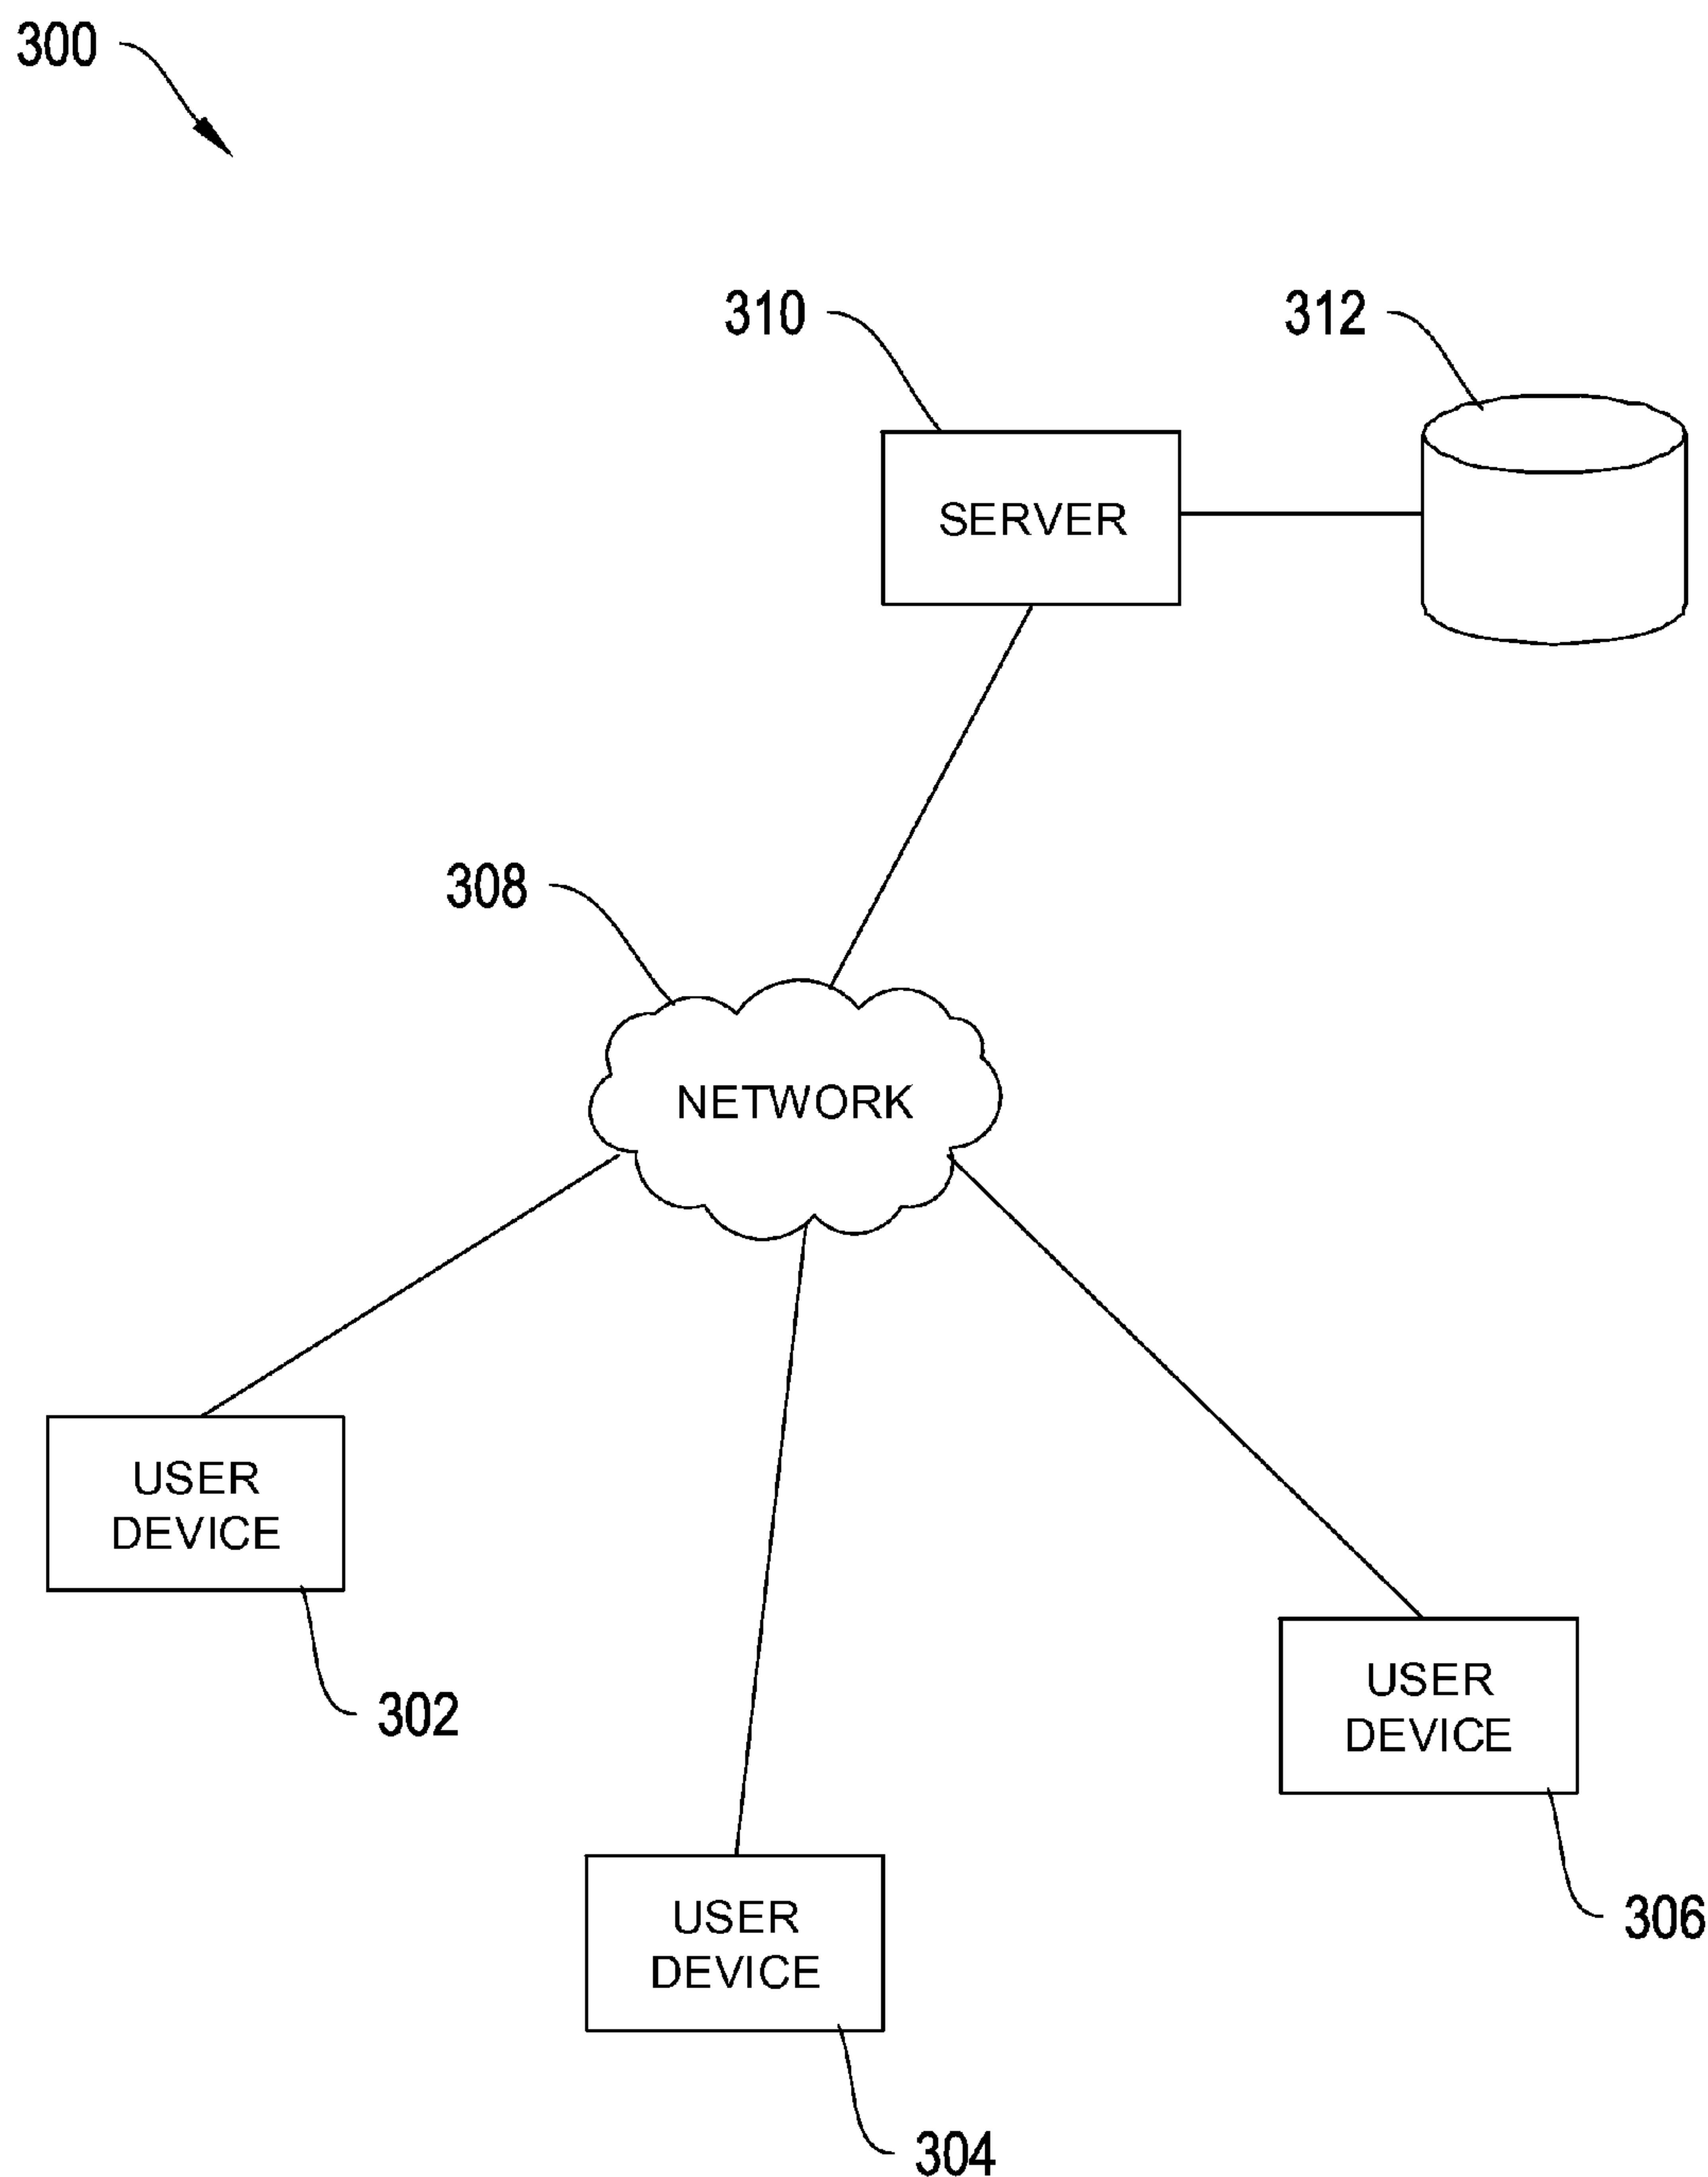 300
310
312
SERVER
308
NETWORK
USER
DEVICE
302
USER
DEVICE
306
USER
DEVICE
304